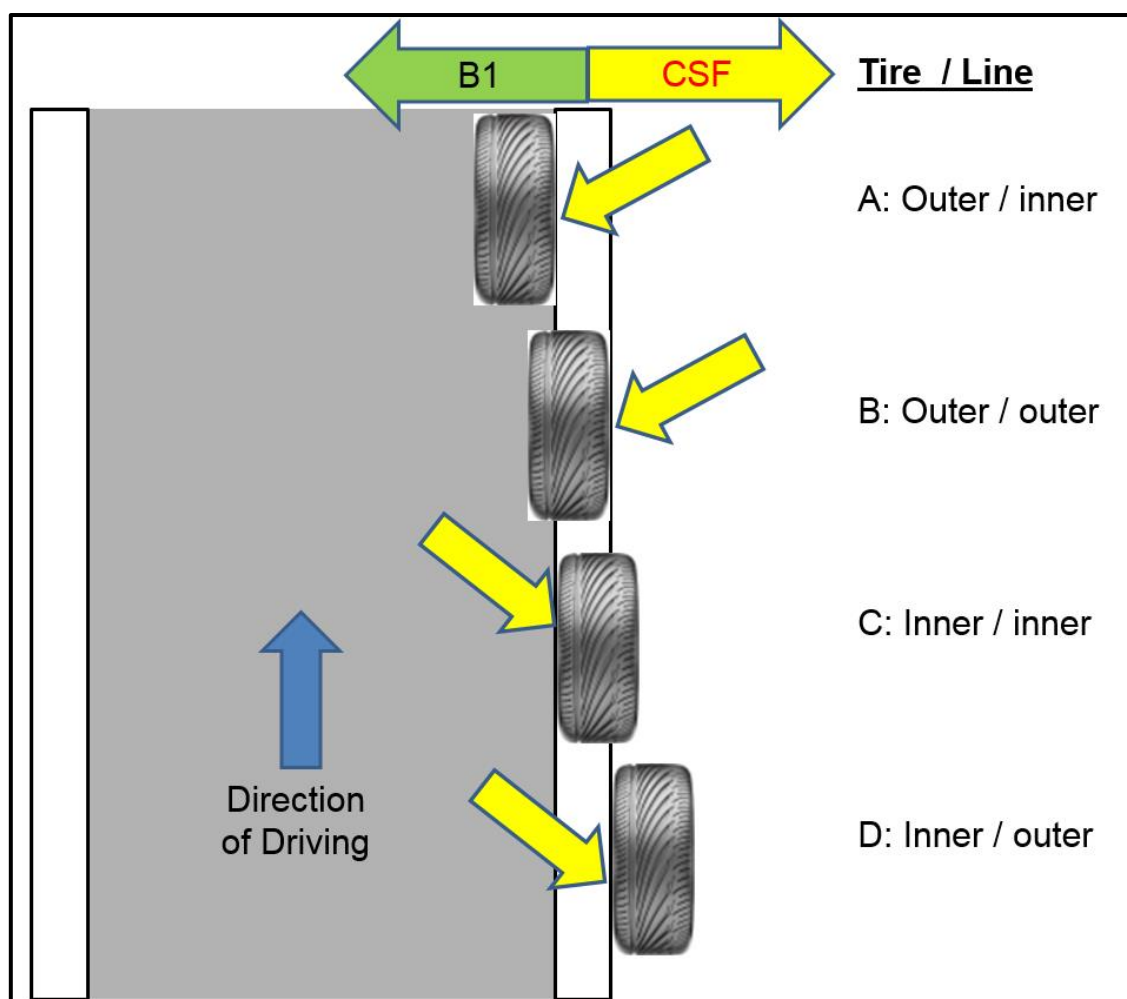 B1
CSF
Tire / Line
A: Outer / inner
B: Outer / outer
C: Inner / inner
Direction
of Driving
D: Inner / outer